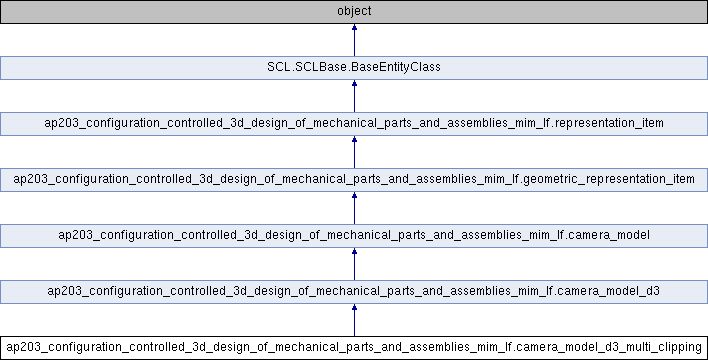 object
SCL.SCLBase.BaseEntityClass
ap203_configuration_controlled_3d_design_of_mechanical_parts_and_assemblies_mim_lf.representation_item
ap203_configuration_controlled_3d_design_of_mechanical_parts_and_assemblies_mim_lf.geometric_representation_item
ap203_configuration_controlled_3d_design_of_mechanical_parts_and_assemblies_mim_lf.camera_model
ap203_configuration_controlled_3d_design_of_mechanical_parts_and_assemblies_mim_lf.camera_model_d3
ap203_configuration_controlled_3d_design_of_mechanical_parts_and_assemblies_mim_lf.camera_model_d3_multi_clipping